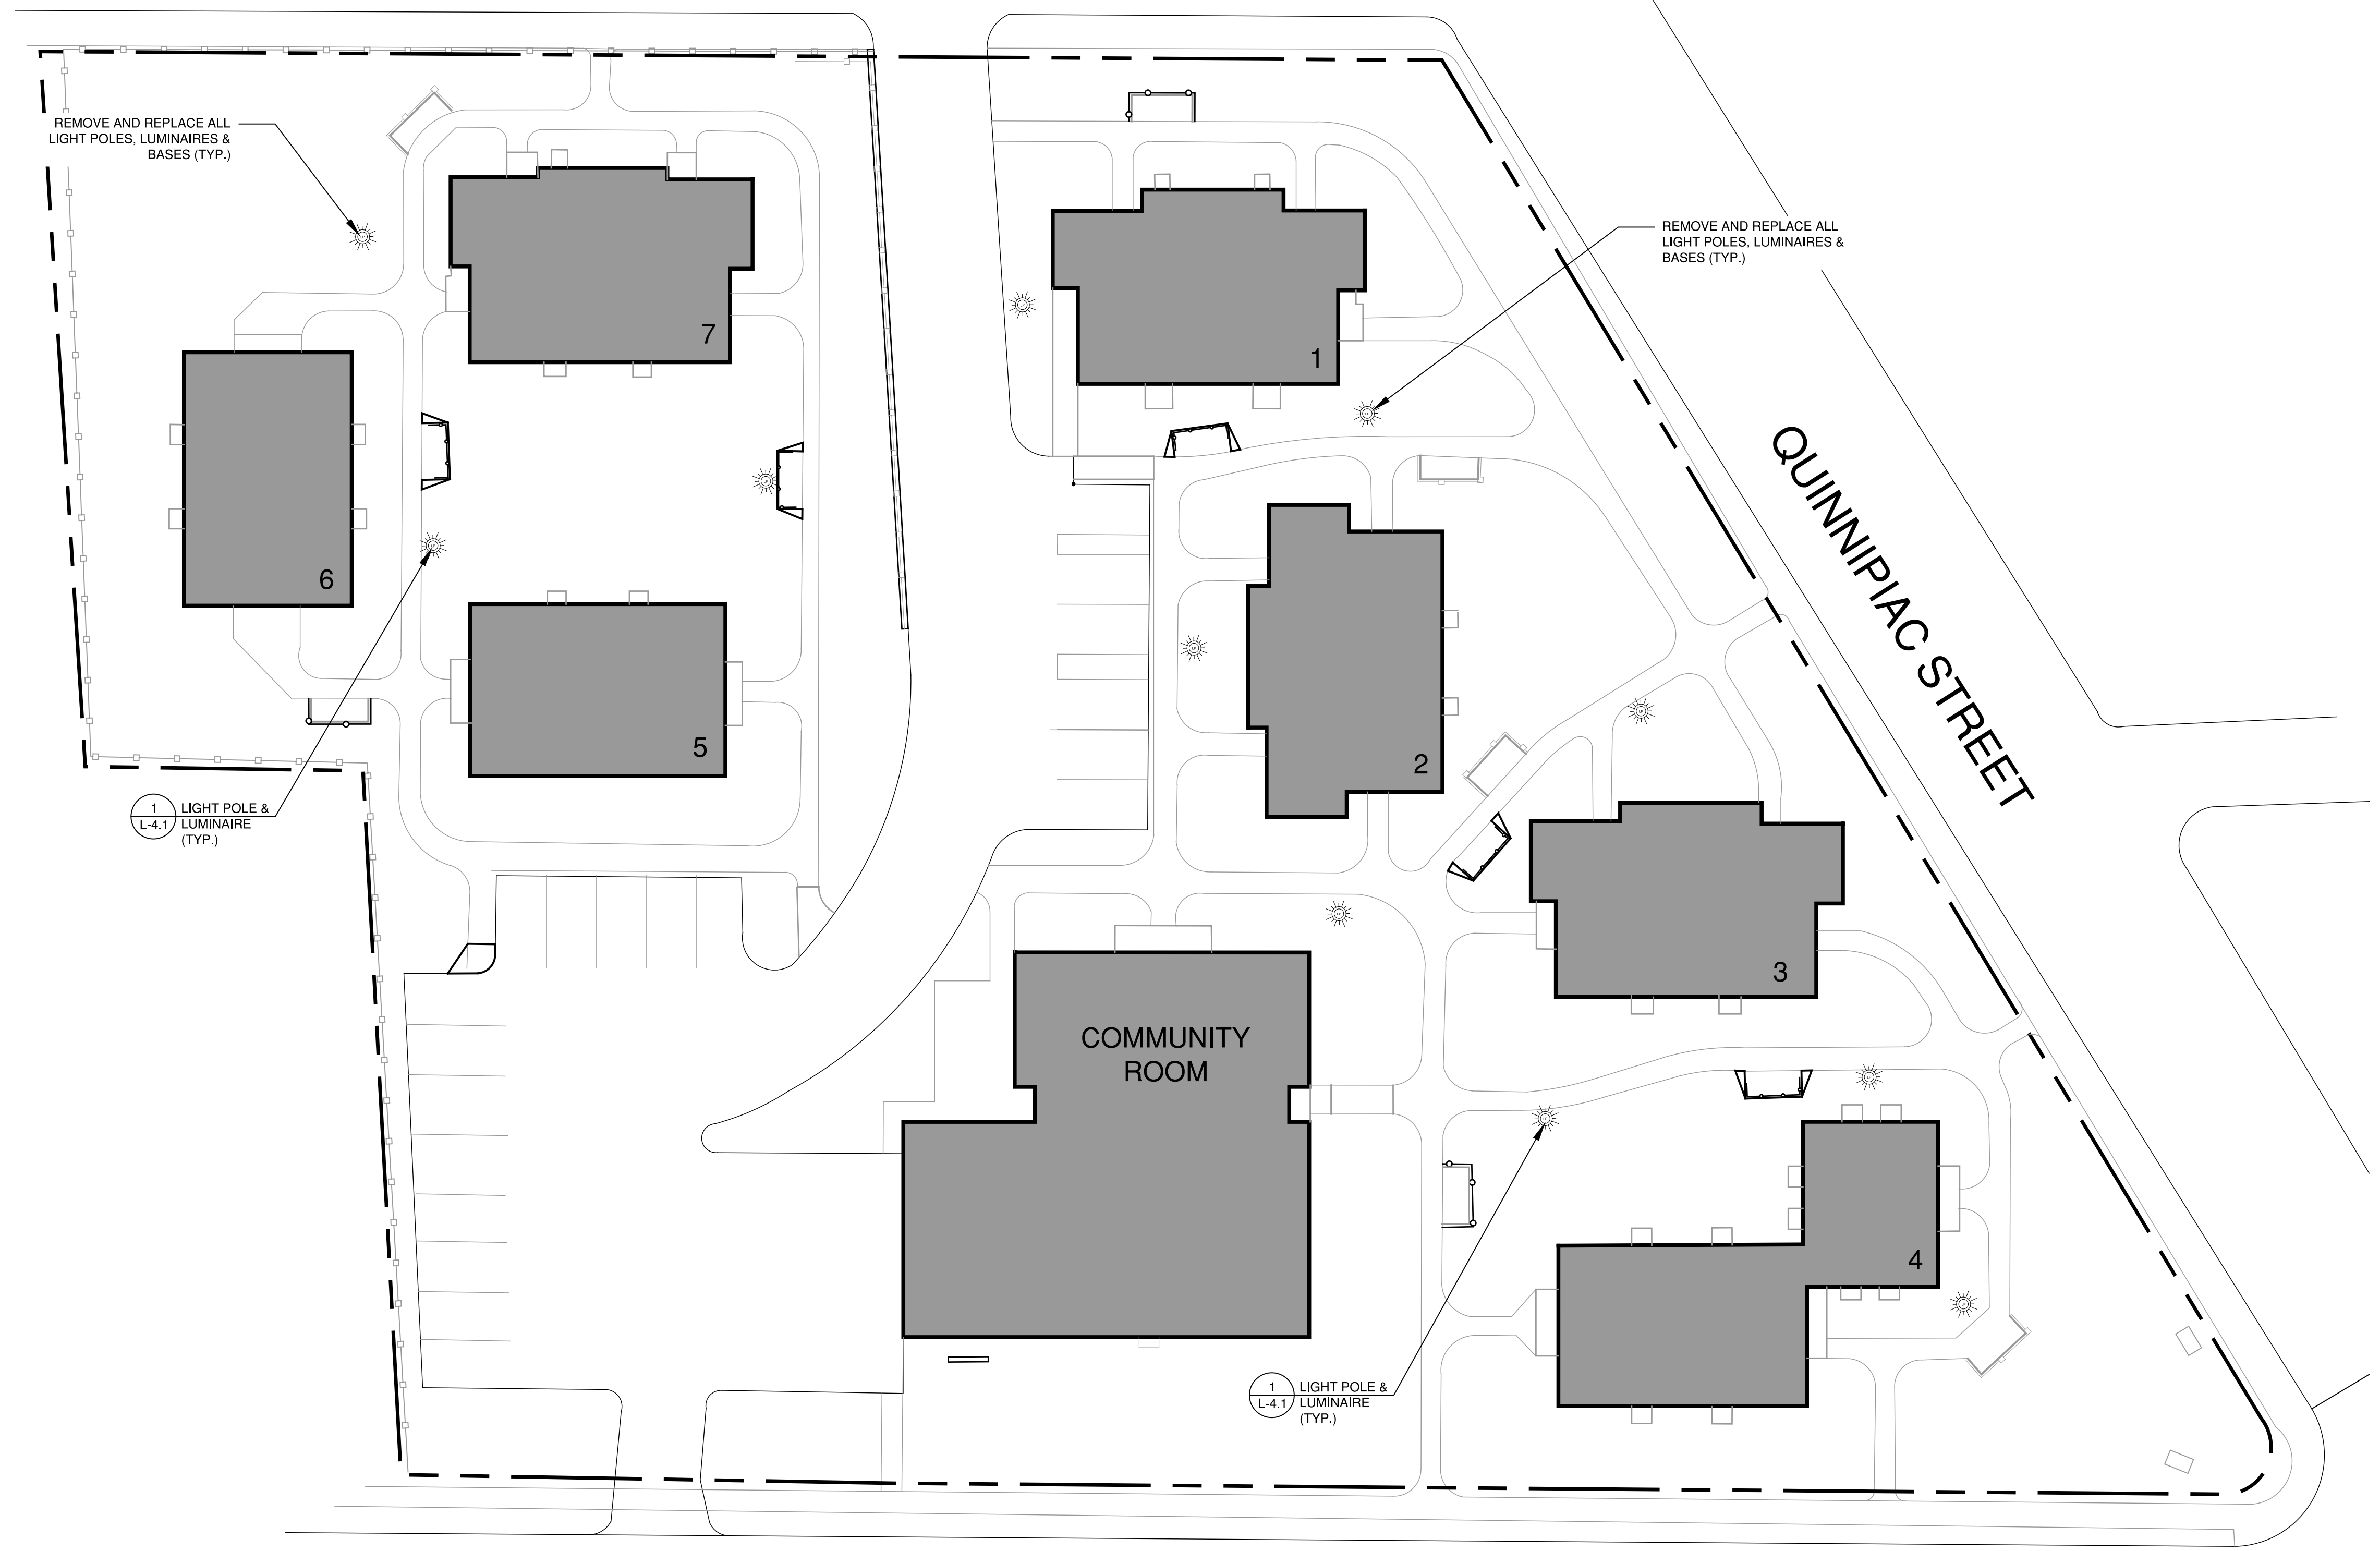 REMOVE AND REPLACE ALL
LIGHT POLES, LUMINAIRES &
BASES (TYP.)
REMOVE AND REPLACE ALL
LIGHT POLES, LUMINAIRES &
BASES (TYP.)
7
1
6
QUINNIPIAC STREET
5
2
1
L-4.1
LIGHT POLE &
LUMINAIRE
(TYP.)
3
COMMUNITY
ROOM
4
1
L-4.1
LIGHT POLE &
LUMINAIRE
(TYP.)